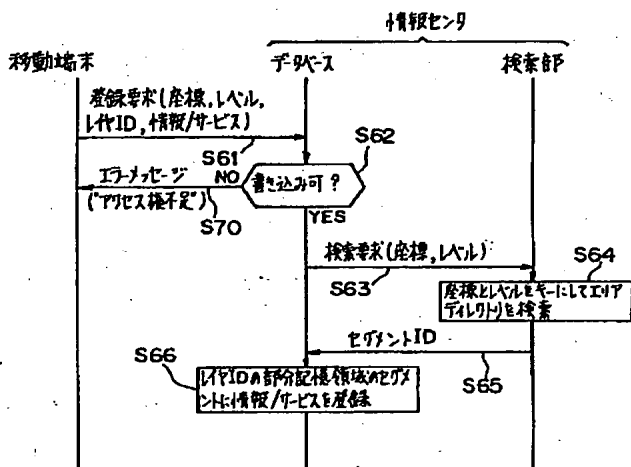 情報センタ
移動端末
データベース
検索部
登録要求(座標,レベル,
レイヤID,情報/サービス)
S61
S62
書き込み可?
NO
エラーメッセージ
("アクセス権不足")
S70
YES
検索要求(座標,レベル)
S63
S64
座標とレベルをキーにしてエリア
ディレクトリを検索
セグメントID
S65
S66
レイヤIDの部分記憶領域のセグメ
ントに情報/サービスを登録